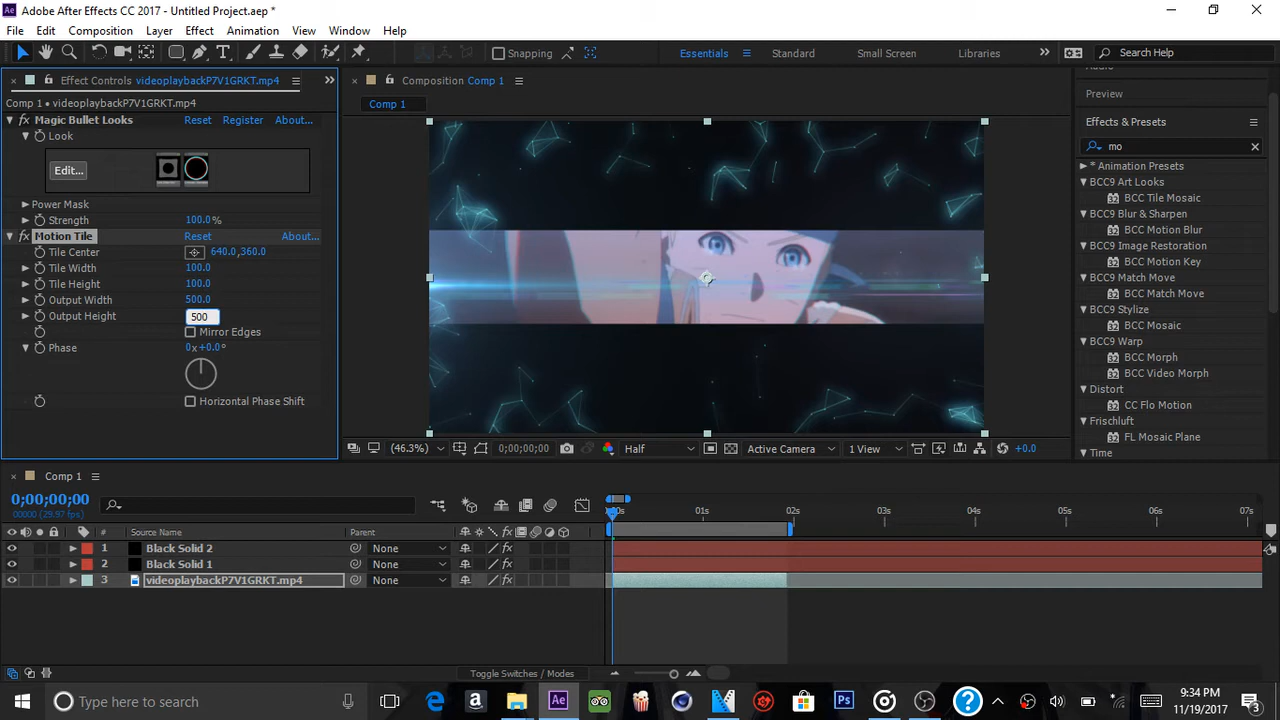 Adobe After Effects CC 2017 - Untitled Project.aep *
File Edit Composition Layer Effect Animation View Window Help
Snapping Essentials Standard Small Screen Libraries Search Help
Effect Controls videoplaybackP7V1GRKT.mp4
Comp 1 • videoplaybackP7V1GRKT.mp4
Magic Bullet Looks Reset Register About...
Look
Edit...
Power Mask
Strength 100.0 %
Motion Tile Reset About...
Tile Center 640.0,360.0
Tile Width 100.0
Tile Height 100.0
Output Width 500.0
Output Height 500
Mirror Edges
Phase 0x+0.0°
Horizontal Phase Shift
Composition Comp 1
Comp 1
(46.3%) 0;00;00;00 Half Active Camera 1 View +0.0
Audio
Preview
Effects & Presets
mo
* Animation Presets
BCC9 Art Looks
BCC Tile Mosaic
BCC9 Blur & Sharpen
BCC Motion Blur
BCC9 Image Restoration
BCC Motion Key
BCC9 Match Move
BCC Match Move
BCC9 Stylize
BCC Mosaic
BCC9 Warp
BCC Morph
BCC Video Morph
Distort
CC Flo Motion
Frischluft
FL Mosaic Plane
Time
Comp 1
0;00;00;00
00000 (29.97 fps)
# Source Name Parent
00s 01s 02s 03s 04s 05s 06s 07s
1 Black Solid 2 None
2 Black Solid 1 None
3 videoplaybackP7V1GRKT.mp4 None
Toggle Switches / Modes
Type here to search
9:34 PM
11/19/2017